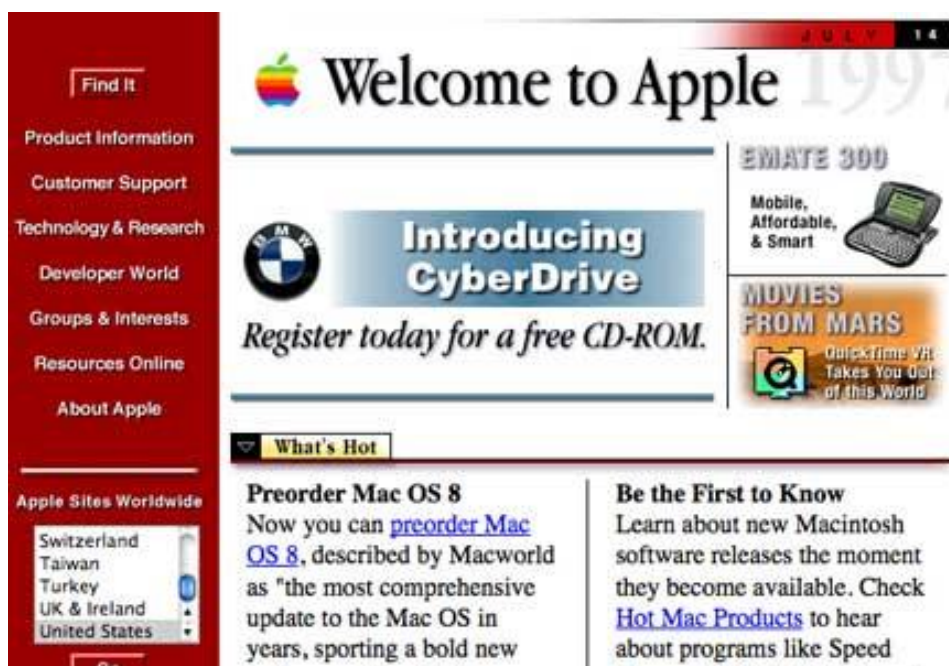 JULY 14
1997
Find It
Product Information
Customer Support
Technology & Research
Developer World
Groups & Interests
Resources Online
About Apple
Apple Sites Worldwide
Switzerland
Taiwan
Turkey
UK & Ireland
United States
Welcome to Apple
BMW
Introducing
CyberDrive
Register today for a free CD-ROM.
EMATE 300
Mobile,
Affordable,
& Smart
MOVIES
FROM MARS
QuickTime VR
Takes You Out
of this World
What's Hot
Preorder Mac OS 8
Now you can preorder Mac
OS 8, described by Macworld
as "the most comprehensive
update to the Mac OS in
years, sporting a bold new
Be the First to Know
Learn about new Macintosh
software releases the moment
they become available. Check
Hot Mac Products to hear
about programs like Speed